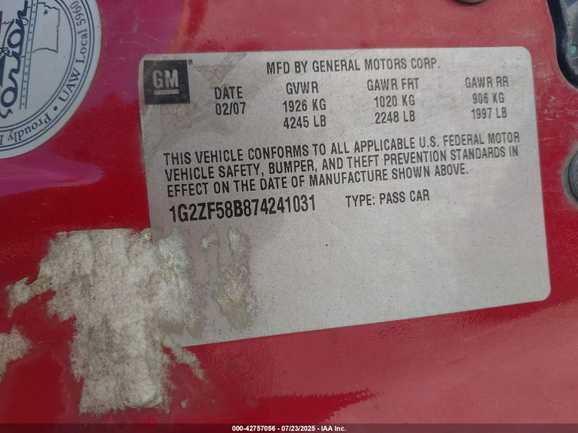 Orion
Proudly B
UAW Local 5960
GM
MFD BY GENERAL MOTORS CORP.
DATE GVWR GAWR FRT GAWR RR
02/07 1926 KG 1020 KG 906 KG
4245 LB 2248 LB 1997 LB
THIS VEHICLE CONFORMS TO ALL APPLICABLE U.S. FEDERAL MOTOR
VEHICLE SAFETY, BUMPER, AND THEFT PREVENTION STANDARDS IN
EFFECT ON THE DATE OF MANUFACTURE SHOWN ABOVE.
1G2ZF58B874241031 TYPE: PASS CAR
000-42757056 - 07/23/2025 - IAA Inc.